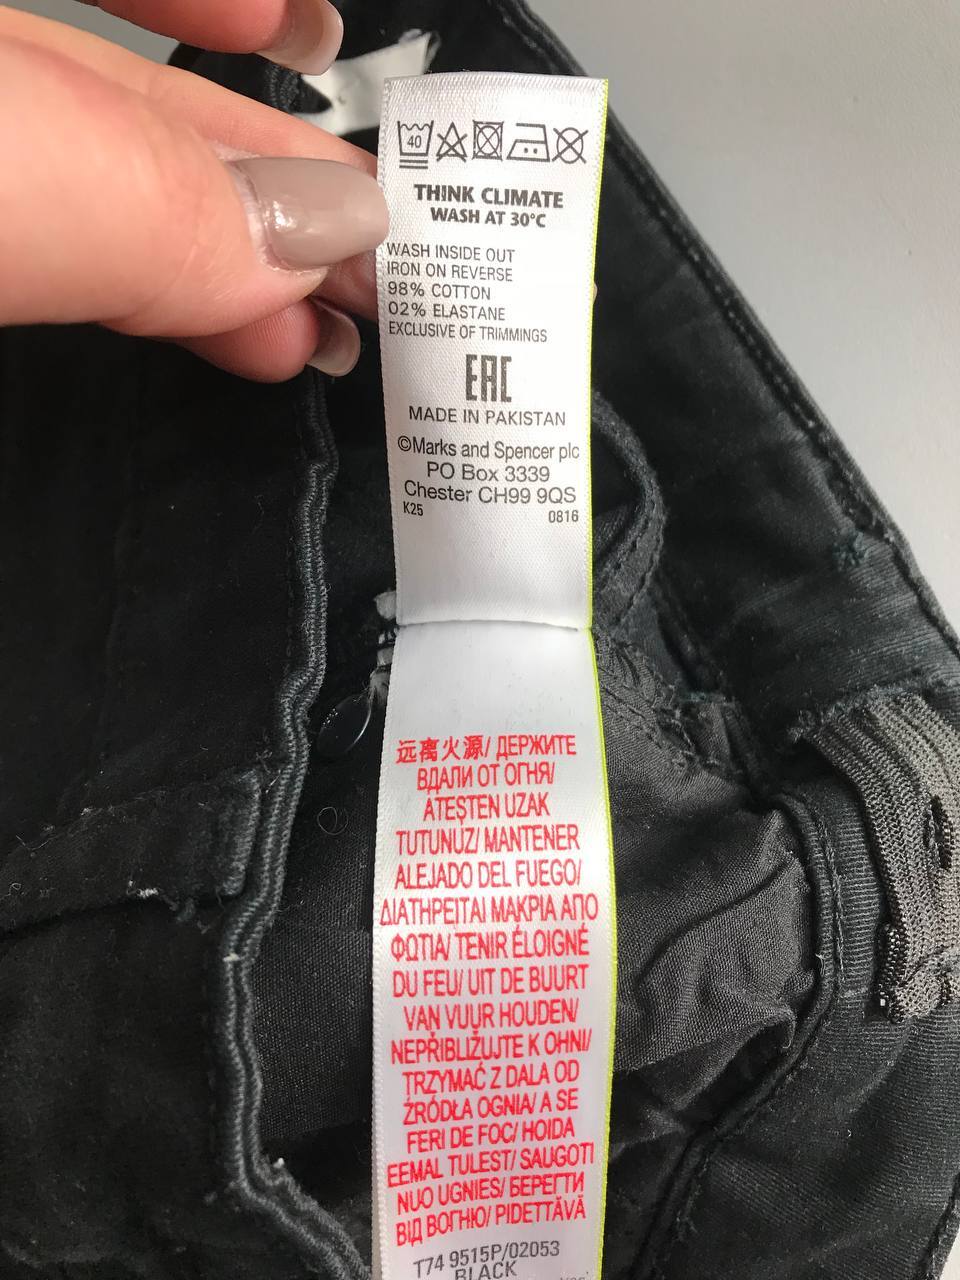 40
THINK CLIMATE
WASH AT 30°C
WASH INSIDE OUT
IRON ON REVERSE
98% COTTON
02% ELASTANE
EXCLUSIVE OF TRIMMINGS
EAC
MADE IN PAKISTAN
©Marks and Spencer plc
PO Box 3339
Chester CH99 9QS
K25 0816
远离火源/ ДЕРЖИТЕ
ВДАЛИ ОТ ОГНЯ/
ATEŞTEN UZAK
TUTUNUZ/ MANTENER
ALEJADO DEL FUEGO/
ΔΙΑΤΗΡΕΙΤΑΙ ΜΑΚΡΙΑ ΑΠΟ
ΦΩΤΙΑ/ TENIR ÉLOIGNÉ
DU FEU/ UIT DE BUURT
VAN VUUR HOUDEN/
NEPŘIBLIŽUJTE K OHNI/
TRZYMAĆ Z DALA OD
ŹRÓDŁA OGNIA/ A SE
FERI DE FOC/ HOIDA
EEMAL TULEST/ SAUGOTI
NUO UGNIES/ БЕРЕГТИ
ВІД ВОГНЮ/ PIDETTÄVÄ
T74 9515P/02053
BLACK